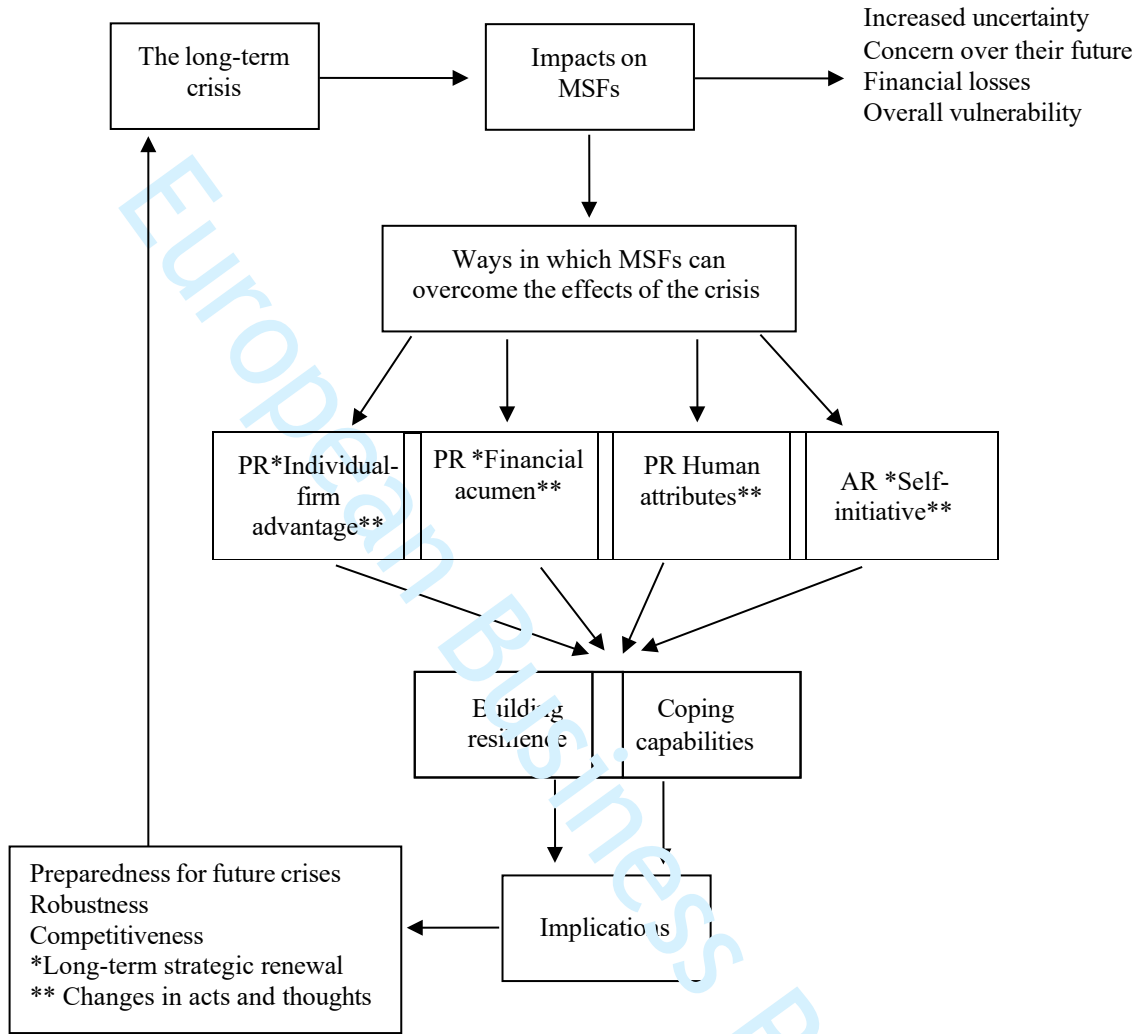 The long-term
crisis
Impacts on
MSFs
Increased uncertainty
Concern over their future
Financial losses
Overall vulnerability
Ways in which MSFs can
overcome the effects of the crisis
PR*Individual-
firm
advantage**
PR *Financial
acumen**
PR Human
attributes**
AR *Self-
initiative**
Building
resilience
Coping
capabilities
Implications
Preparedness for future crises
Robustness
Competitiveness
*Long-term strategic renewal
** Changes in acts and thoughts
European Business